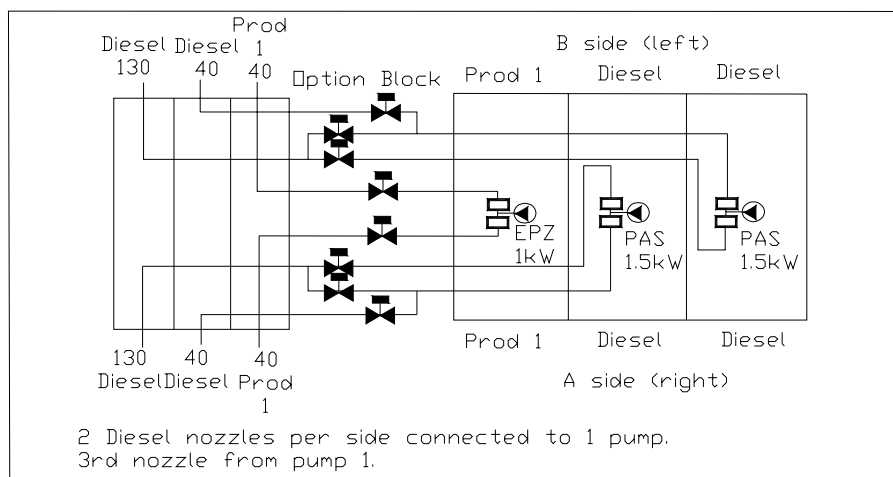 Prod
Diesel Diesel 1
130 40 40
Option Block
B side (left)
Prod 1 Diesel Diesel
EPZ
1kW
PAS
1.5kW
PAS
1.5kW
Prod 1 Diesel Diesel
A side (right)
130 40 40
Diesel Diesel Prod
1
2 Diesel nozzles per side connected to 1 pump.
3rd nozzle from pump 1.